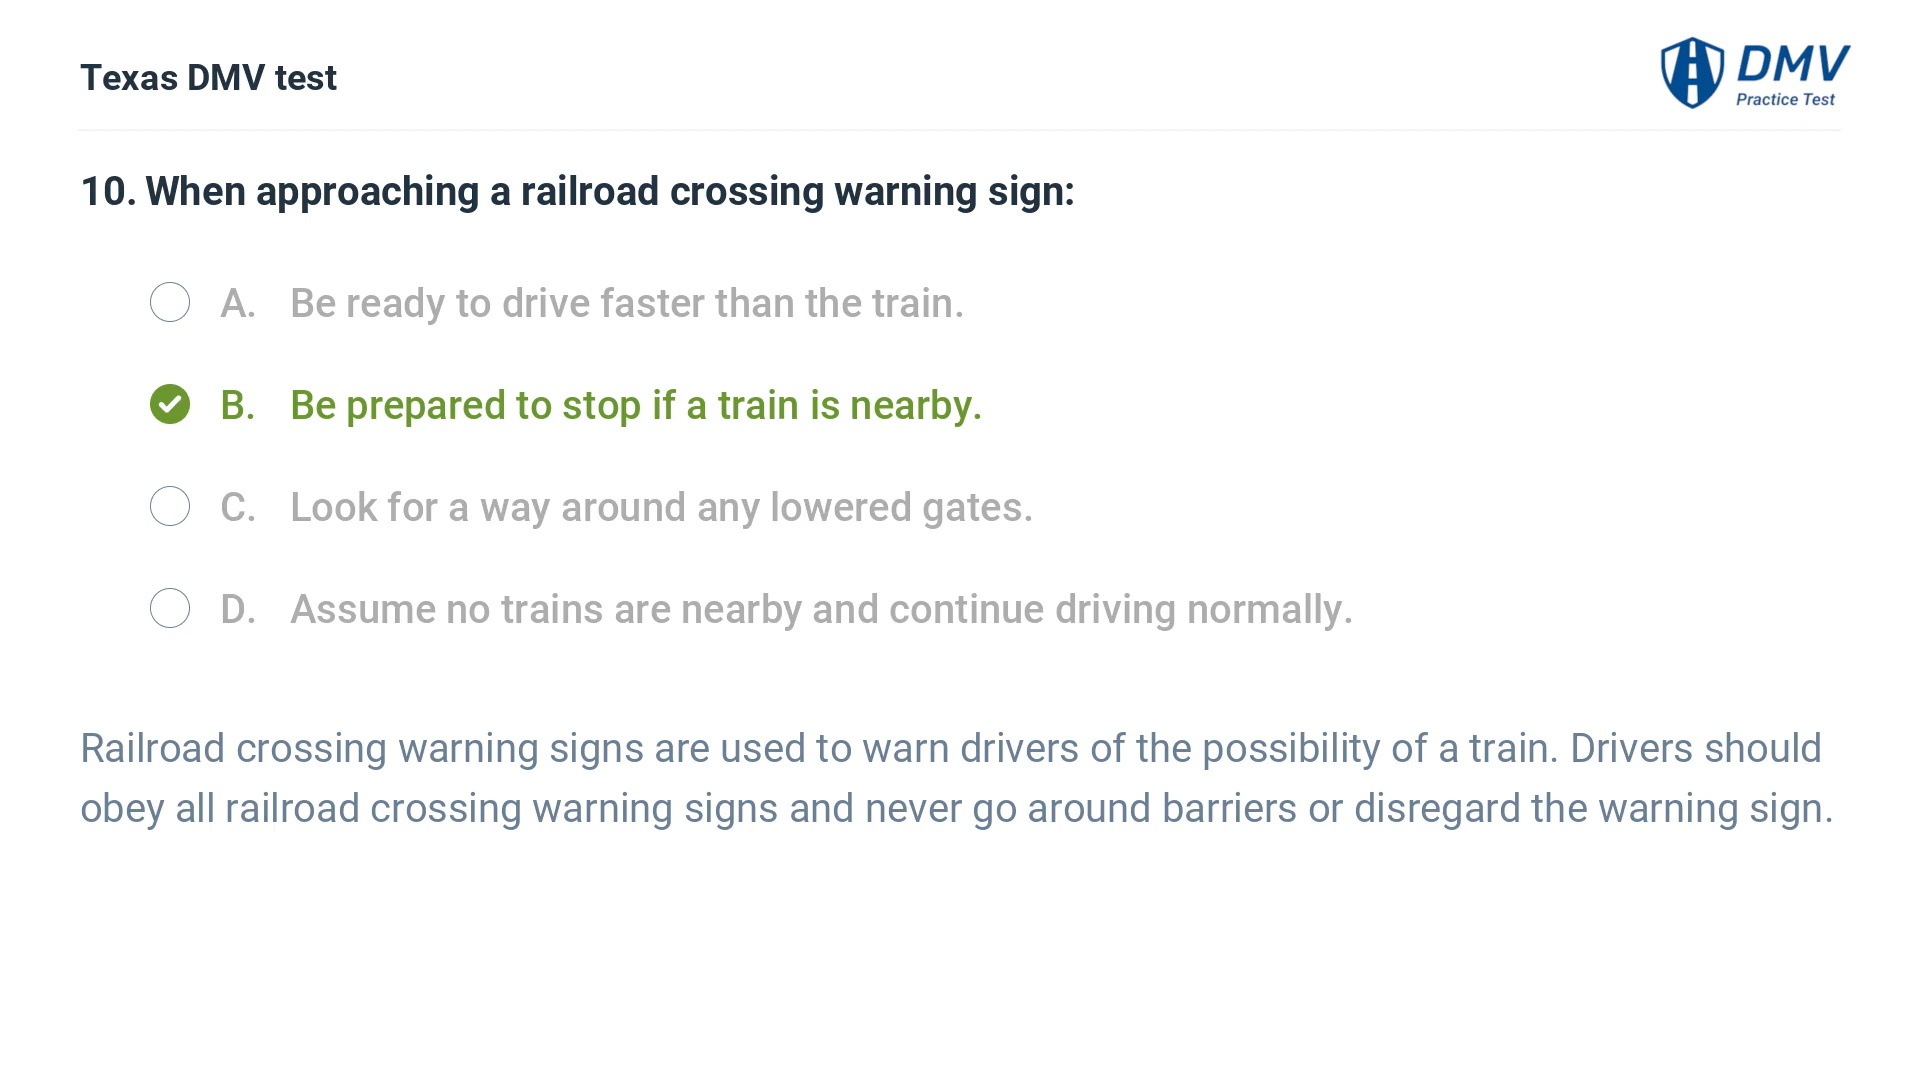 Texas DMV test
DMV
Practice Test
10. When approaching a railroad crossing warning sign:
A. Be ready to drive faster than the train.
B. Be prepared to stop if a train is nearby.
C. Look for a way around any lowered gates.
D. Assume no trains are nearby and continue driving normally.
Railroad crossing warning signs are used to warn drivers of the possibility of a train. Drivers should
obey all railroad crossing warning signs and never go around barriers or disregard the warning sign.